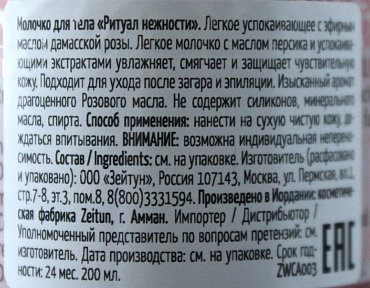 Молочко для тела «Ритуал нежности». Легкое успокаивающее с эфирным
маслом дамасской розы. Легкое молочко с маслом персика и успокаи-
ющими экстрактами увлажняет, смягчает и защищает чувствительную
кожу. Подходит для ухода после загара и эпиляции. Изысканный аромат
драгоценного Розового масла. Не содержит силиконов, минерального
масла, спирта. Способ применения: нанести на сухую чистую кожу, до-
ждаться впитывания. ВНИМАНИЕ: возможна индивидуальная неперено-
симость. Состав / Ingredients: см. на упаковке. Изготовитель (расфасовано
и упаковано): ООО «Зейтун», Россия 107143, Москва, ул. Пермская, вл.1,
стр.7-8, эт.3, пом.8, 8(800)3331594. Произведено в Иордании: косметиче-
ская фабрика Zeitun, г. Амман. Импортер / Дистрибьютор /
Уполномоченный представитель по вопросам претензий: см.
изготовитель. Дата производства: см. на упаковке. Срок год-
ности: 24 мес. 200 мл. ZWCA003 EAC